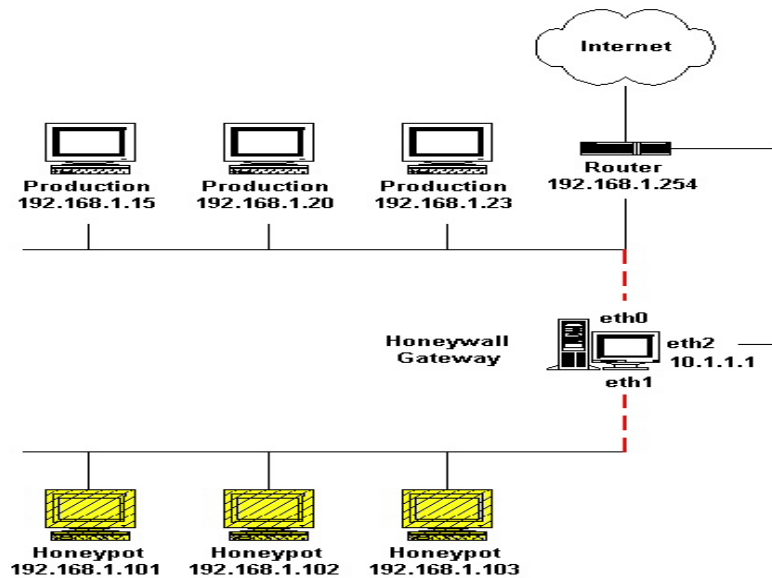 Internet
Production
192.168.1.15
Production
192.168.1.20
Production
192.168.1.23
Router
192.168.1.254
Honeywall
Gateway
eth0
eth2
10.1.1.1
eth1
Honeypot
192.168.1.101
Honeypot
192.168.1.102
Honeypot
192.168.1.103